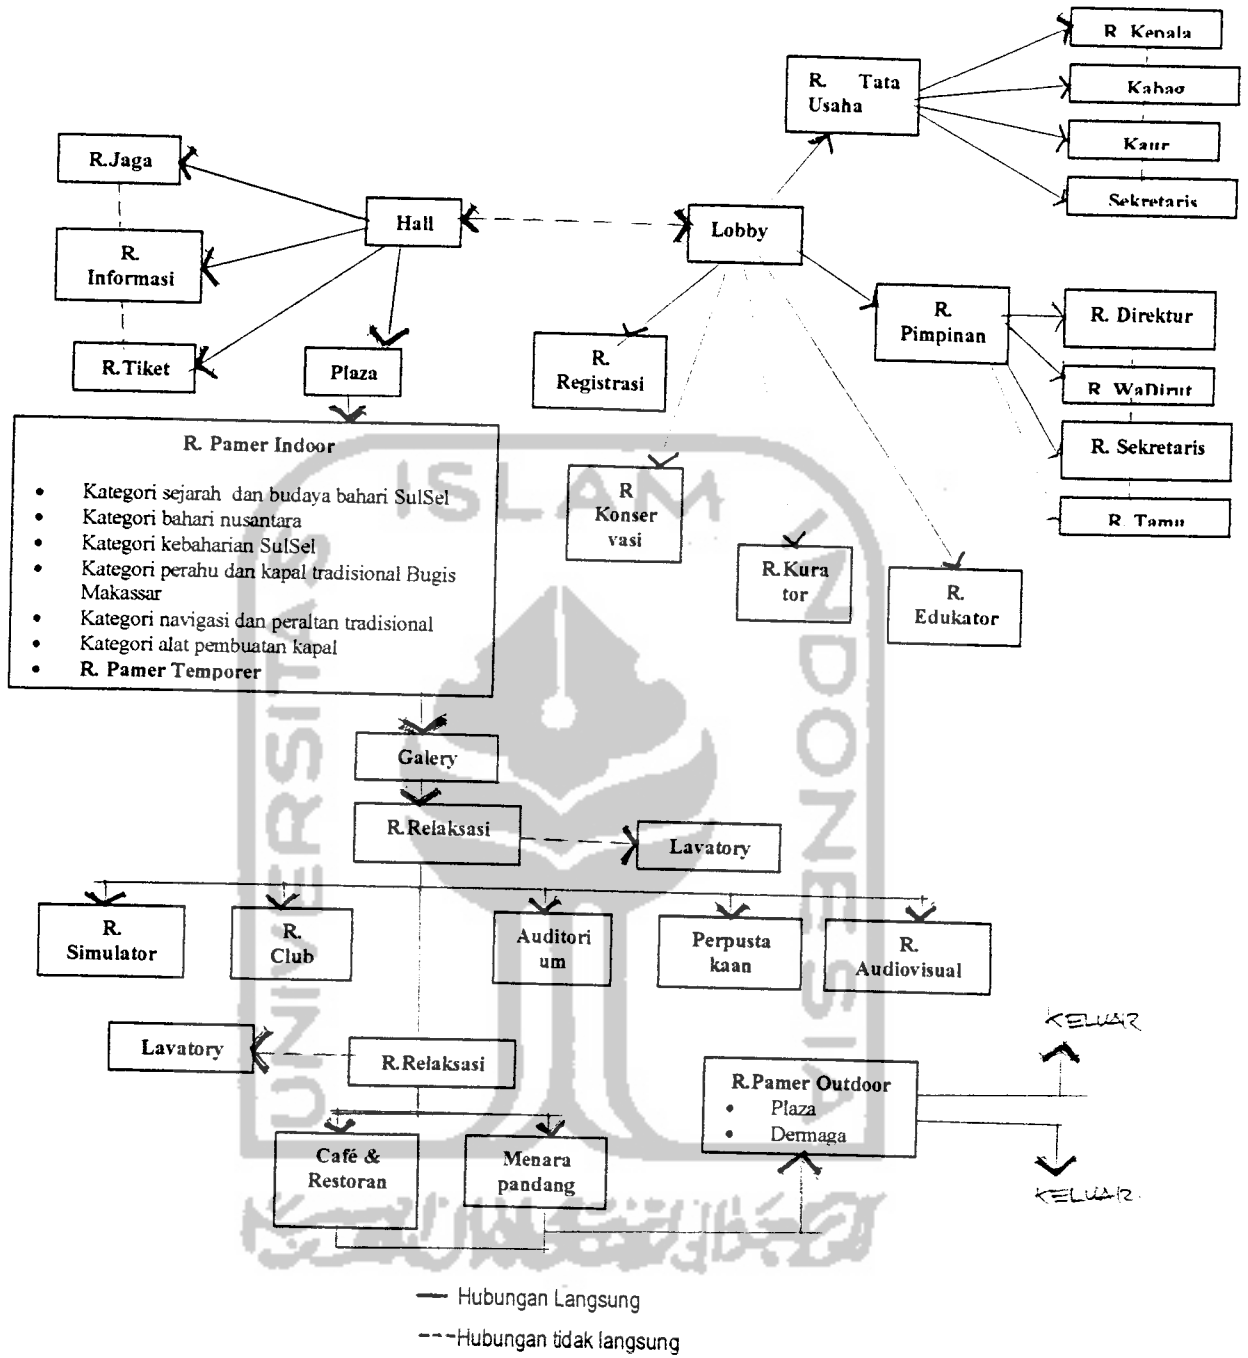 R. Kepala
R. Tata
Usaha
Kabag
Kaur
Sekretaris
R.Jaga
Hall
Lobby
R.
Informasi
R.
Pimpinan
R. Direktur
R.Tiket
Plaza
R.
Registrasi
R. WaDirut
R. Sekretaris
R. Tamu
R. Pamer Indoor
• Kategori sejarah dan budaya bahari SulSel
• Kategori bahari nusantara
• Kategori kebaharian SulSel
• Kategori perahu dan kapal tradisional Bugis
Makassar
• Kategori navigasi dan peraltan tradisional
• Kategori alat pembuatan kapal
• R. Pamer Temporer
R
Konser
vasi
R.Kura
tor
R.
Edukator
Galery
R.Relaksasi
Lavatory
R.
Simulator
R.
Club
Auditori
um
Perpusta
kaan
R.
Audiovisual
Lavatory
R.Relaksasi
R.Pamer Outdoor
• Plaza
• Dermaga
KELUAR
KELUAR
Café &
Restoran
Menara
pandang
Hubungan Langsung
Hubungan tidak langsung
UNIVERSITAS
ISLAM
INDONESIA